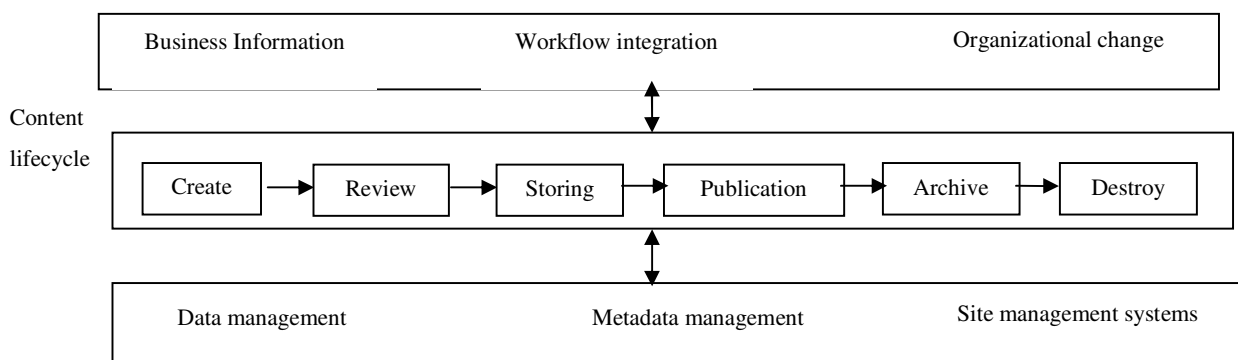 Business Information Workflow integration Organizational change
Content
lifecycle
Create Review Storing Publication Archive Destroy
Data management Metadata management Site management systems